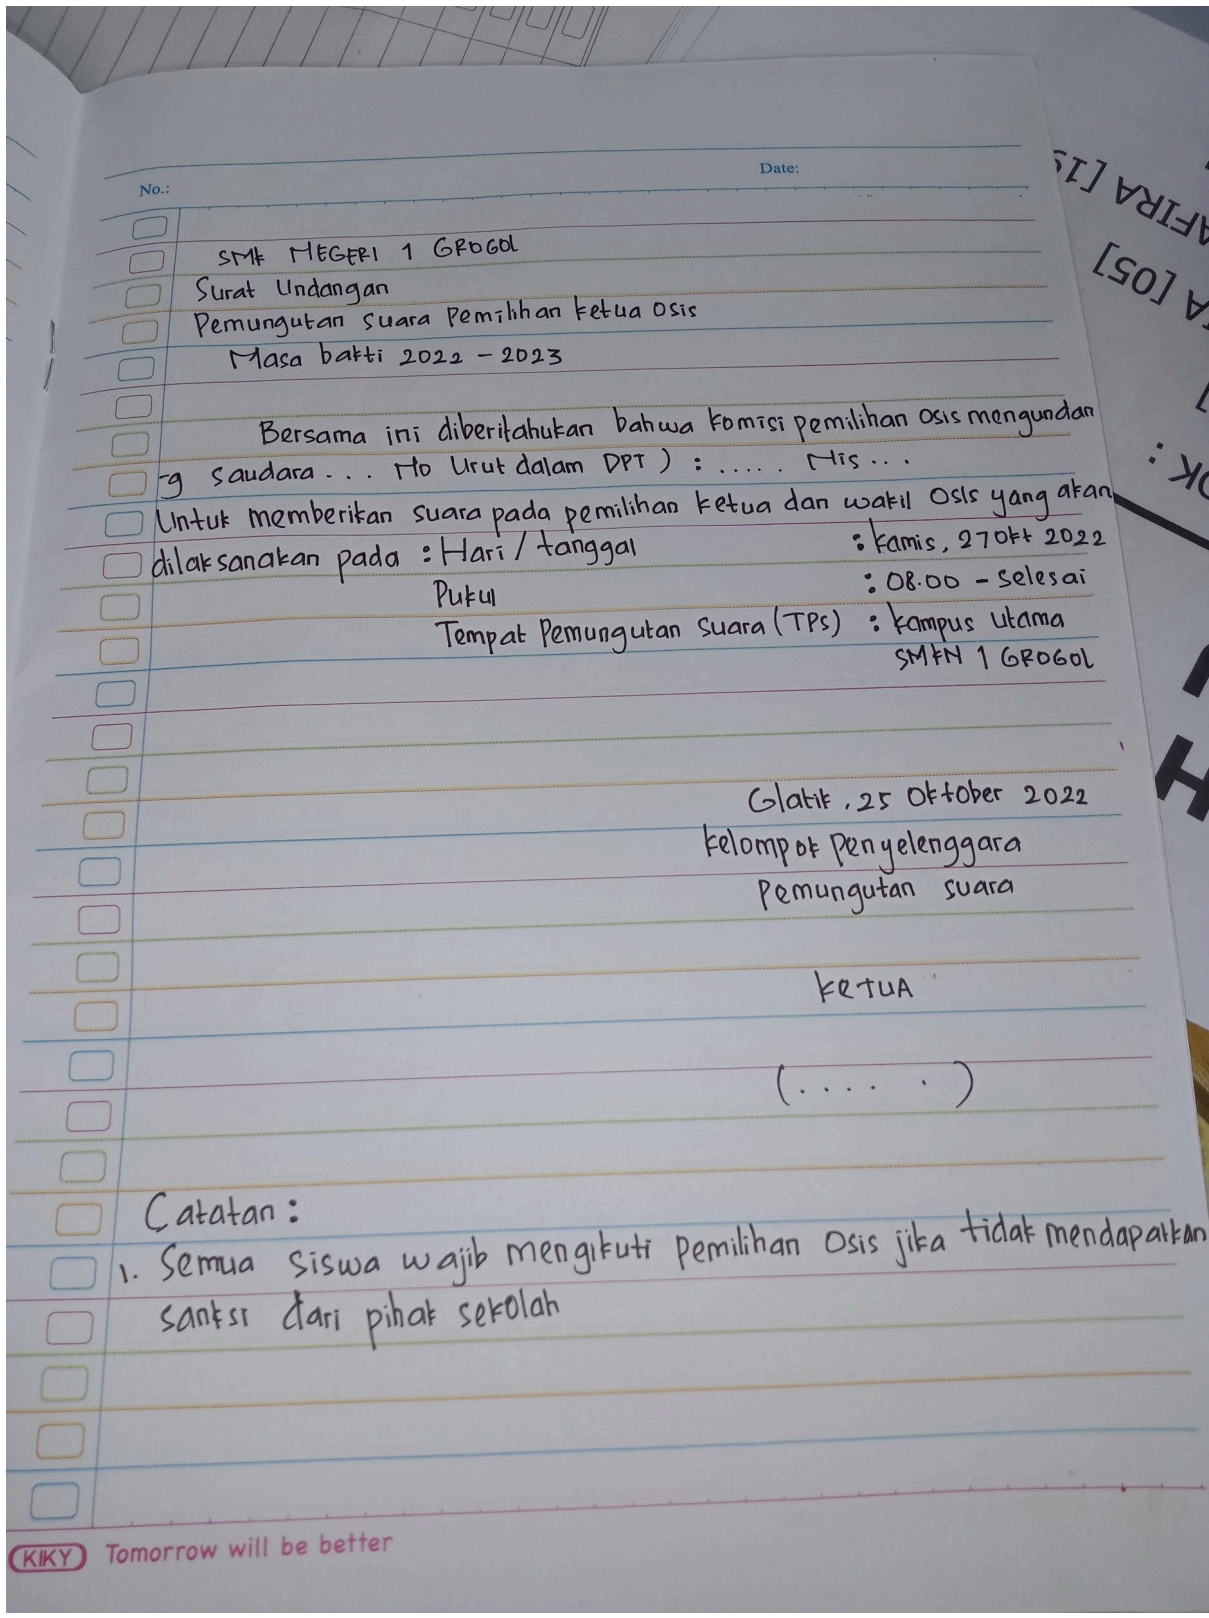 No.:
Date:
SMK NEGERI 1 GROGOL
Surat Undangan
Pemungutan suara Pemilihan ketua osis
Masa bakti 2022 - 2023
Bersama ini diberitahukan bahwa komisi pemilihan osis mengundan
g saudara ... No Urut dalam DPT ) : ..... Nis ...
Untuk memberikan suara pada pemilihan ketua dan wakil Osis yang akan
dilaksanakan pada : Hari / tanggal : kamis, 27 Okt 2022
Pukul : 08.00 - selesai
Tempat Pemungutan Suara (TPS) : kampus utama
SMKN 1 GROGOL
Glatik, 25 Oktober 2022
kelompok penyelenggara
pemungutan suara
KETUA
(.... .)
Catatan :
1. Semua siswa wajib mengikuti pemilihan Osis jika tidak mendapatkan
sanksi dari pihak sekolah
KIKY Tomorrow will be better
AFIRA [19
A [05]
OK :
H